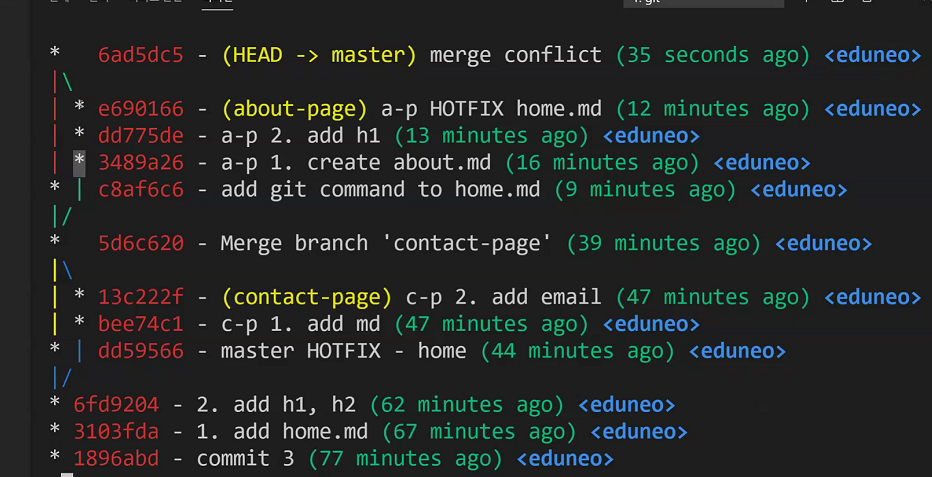 * 6ad5dc5 - (HEAD -> master) merge conflict (35 seconds ago) <eduneo>
|\
| * e690166 - (about-page) a-p HOTFIX home.md (12 minutes ago) <eduneo>
| * dd775de - a-p 2. add h1 (13 minutes ago) <eduneo>
| * 3489a26 - a-p 1. create about.md (16 minutes ago) <eduneo>
* | c8af6c6 - add git command to home.md (9 minutes ago) <eduneo>
|/
* 5d6c620 - Merge branch 'contact-page' (39 minutes ago) <eduneo>
|\
| * 13c222f - (contact-page) c-p 2. add email (47 minutes ago) <eduneo>
| * bee74c1 - c-p 1. add md (47 minutes ago) <eduneo>
* | dd59566 - master HOTFIX - home (44 minutes ago) <eduneo>
|/
* 6fd9204 - 2. add h1, h2 (62 minutes ago) <eduneo>
* 3103fda - 1. add home.md (67 minutes ago) <eduneo>
* 1896abd - commit 3 (77 minutes ago) <eduneo>